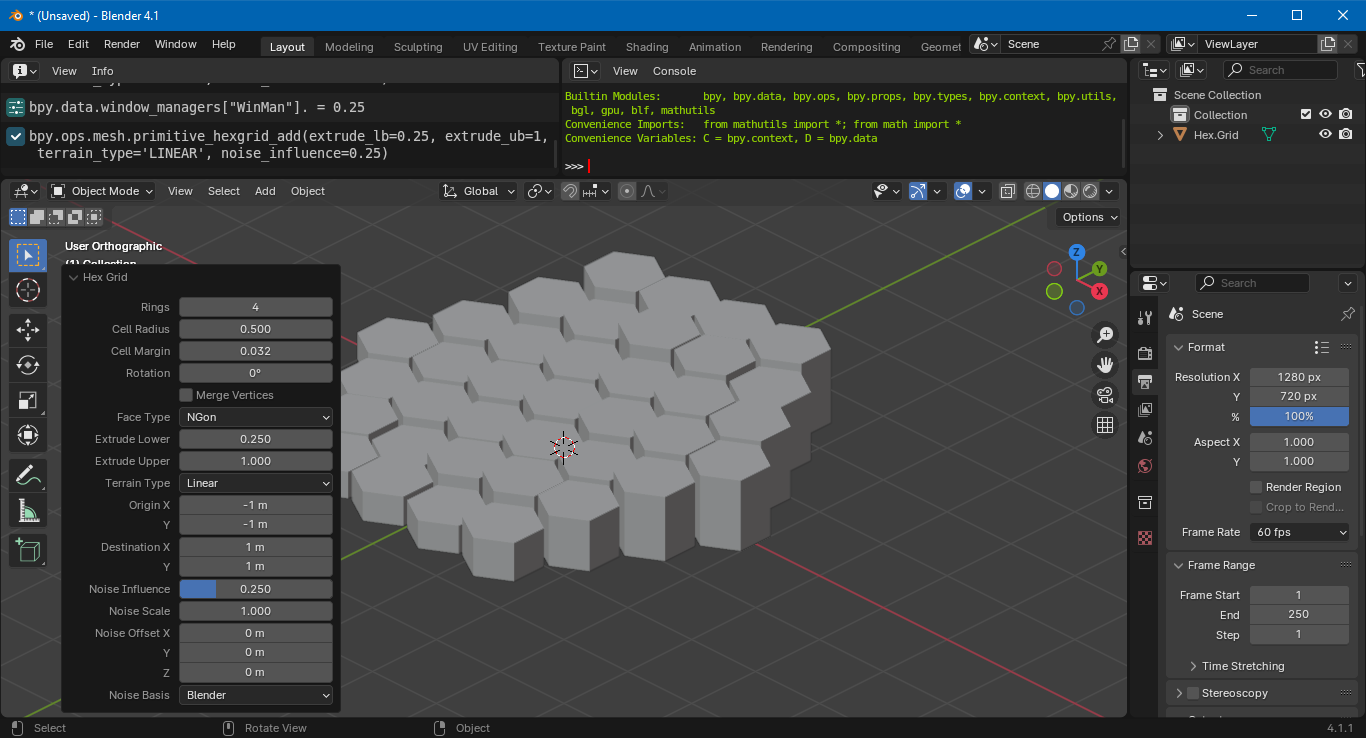 * (Unsaved) - Blender 4.1
File Edit Render Window Help Layout Modeling Sculpting UV Editing Texture Paint Shading Animation Rendering Compositing Geomet Scene ViewLayer
View Info
bpy.data.window_managers["WinMan"]. = 0.25
bpy.ops.mesh.primitive_hexgrid_add(extrude_lb=0.25, extrude_ub=1,
terrain_type='LINEAR', noise_influence=0.25)
View Console
Builtin Modules: bpy, bpy.data, bpy.ops, bpy.props, bpy.types, bpy.context, bpy.utils,
bgl, gpu, blf, mathutils
Convenience Imports: from mathutils import *; from math import *
Convenience Variables: C = bpy.context, D = bpy.data
>>>
Search
Scene Collection
Collection
Hex.Grid
Object Mode View Select Add Object Global
Options
User Orthographic
(1) Collection
Z
Y
X
Hex Grid
Rings 4
Cell Radius 0.500
Cell Margin 0.032
Rotation 0°
Merge Vertices
Face Type NGon
Extrude Lower 0.250
Extrude Upper 1.000
Terrain Type Linear
Origin X -1 m
Y -1 m
Destination X 1 m
Y 1 m
Noise Influence 0.250
Noise Scale 1.000
Noise Offset X 0 m
Y 0 m
Z 0 m
Noise Basis Blender
Search
Scene
Format
Resolution X 1280 px
Y 720 px
% 100%
Aspect X 1.000
Y 1.000
Render Region
Crop to Rend...
Frame Rate 60 fps
Frame Range
Frame Start 1
End 250
Step 1
Time Stretching
Stereoscopy
Select Rotate View Object 4.1.1